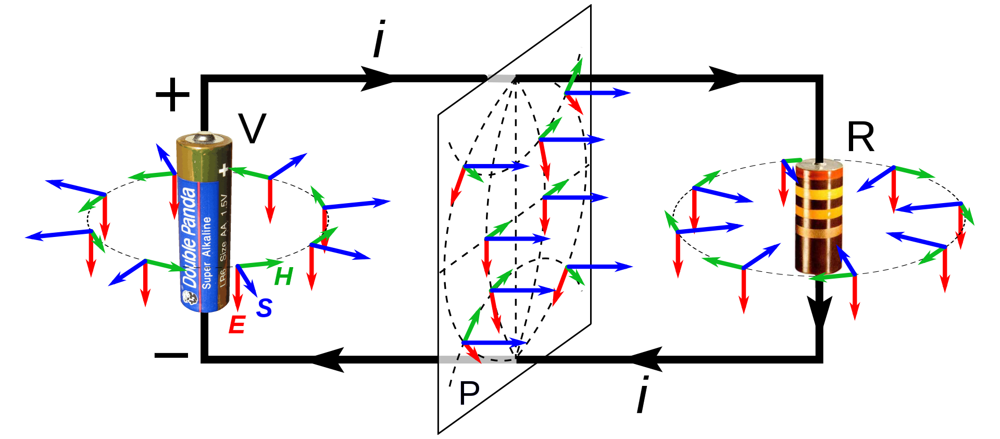 i
+
V
R
Double Panda
Super Alkaline
LR6 Size AA 1.5V
+
H
S
E
−
P
i